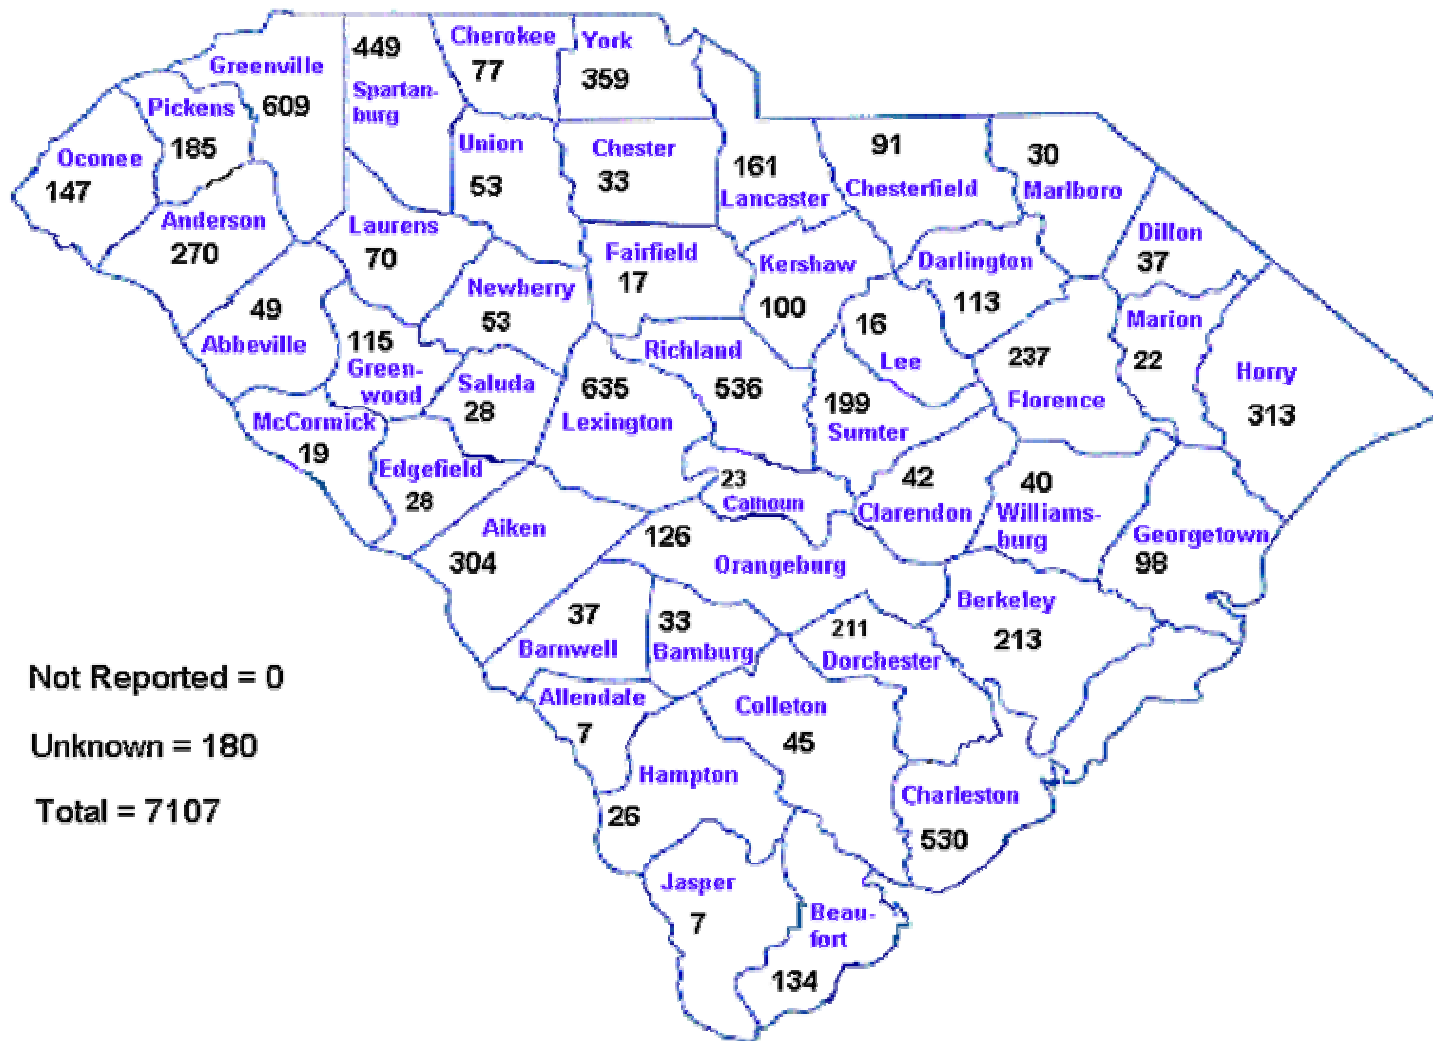 Cherokee
77
York
359
449
Spartan-
burg
Greenville
609
Pickens
185
Oconee
147
Union
53
Chester
33
161
Lancaster
91
Chesterfield
30
Marlboro
Anderson
270
Laurens
70
Fairfield
17
Kershaw
100
Darlington
113
Dillon
37
Newberry
53
49
Abbeville
115
Green-
wood
Saluda
28
635
Lexington
Richland
536
16
Lee
199
Sumter
237
Florence
Marion
22
Horry
313
McCormick
19
Edgefield
28
Aiken
304
23
Calhoun
42
Clarendon
40
Williams-
burg
Georgetown
98
126
Orangeburg
37
Barnwell
33
Bamburg
211
Dorchester
Berkeley
213
Allendale
7
Colleton
45
Hampton
26
Charleston
530
Jasper
7
Beau-
fort
134
Not Reported = 0
Unknown = 180
Total = 7107